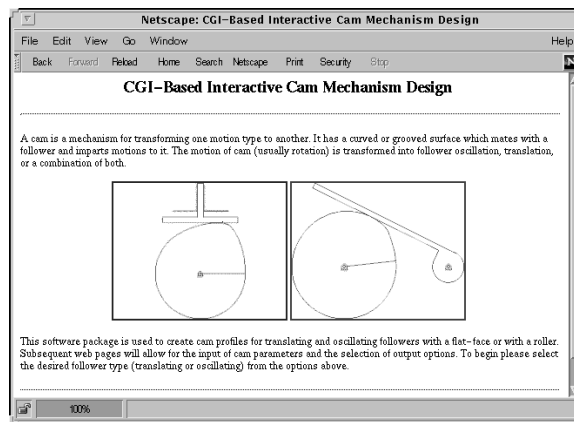 Netscape: CGI-Based Interactive Cam Mechanism Design
File Edit View Go Window Help
Back Forward Reload Home Search Netscape Print Security Stop N
CGI-Based Interactive Cam Mechanism Design
A cam is a mechanism for transforming one motion type to another. It has a curved or grooved surface which mates with a
follower and imparts motions to it. The motion of cam (usually rotation) is transformed into follower oscillation, translation,
or a combination of both.
This software package is used to create cam profiles for translating and oscillating followers with a flat-face or with a roller.
Subsequent web pages will allow for the input of cam parameters and the selection of output options. To begin please select
the desired follower type (translating or oscillating) from the options above.
100%